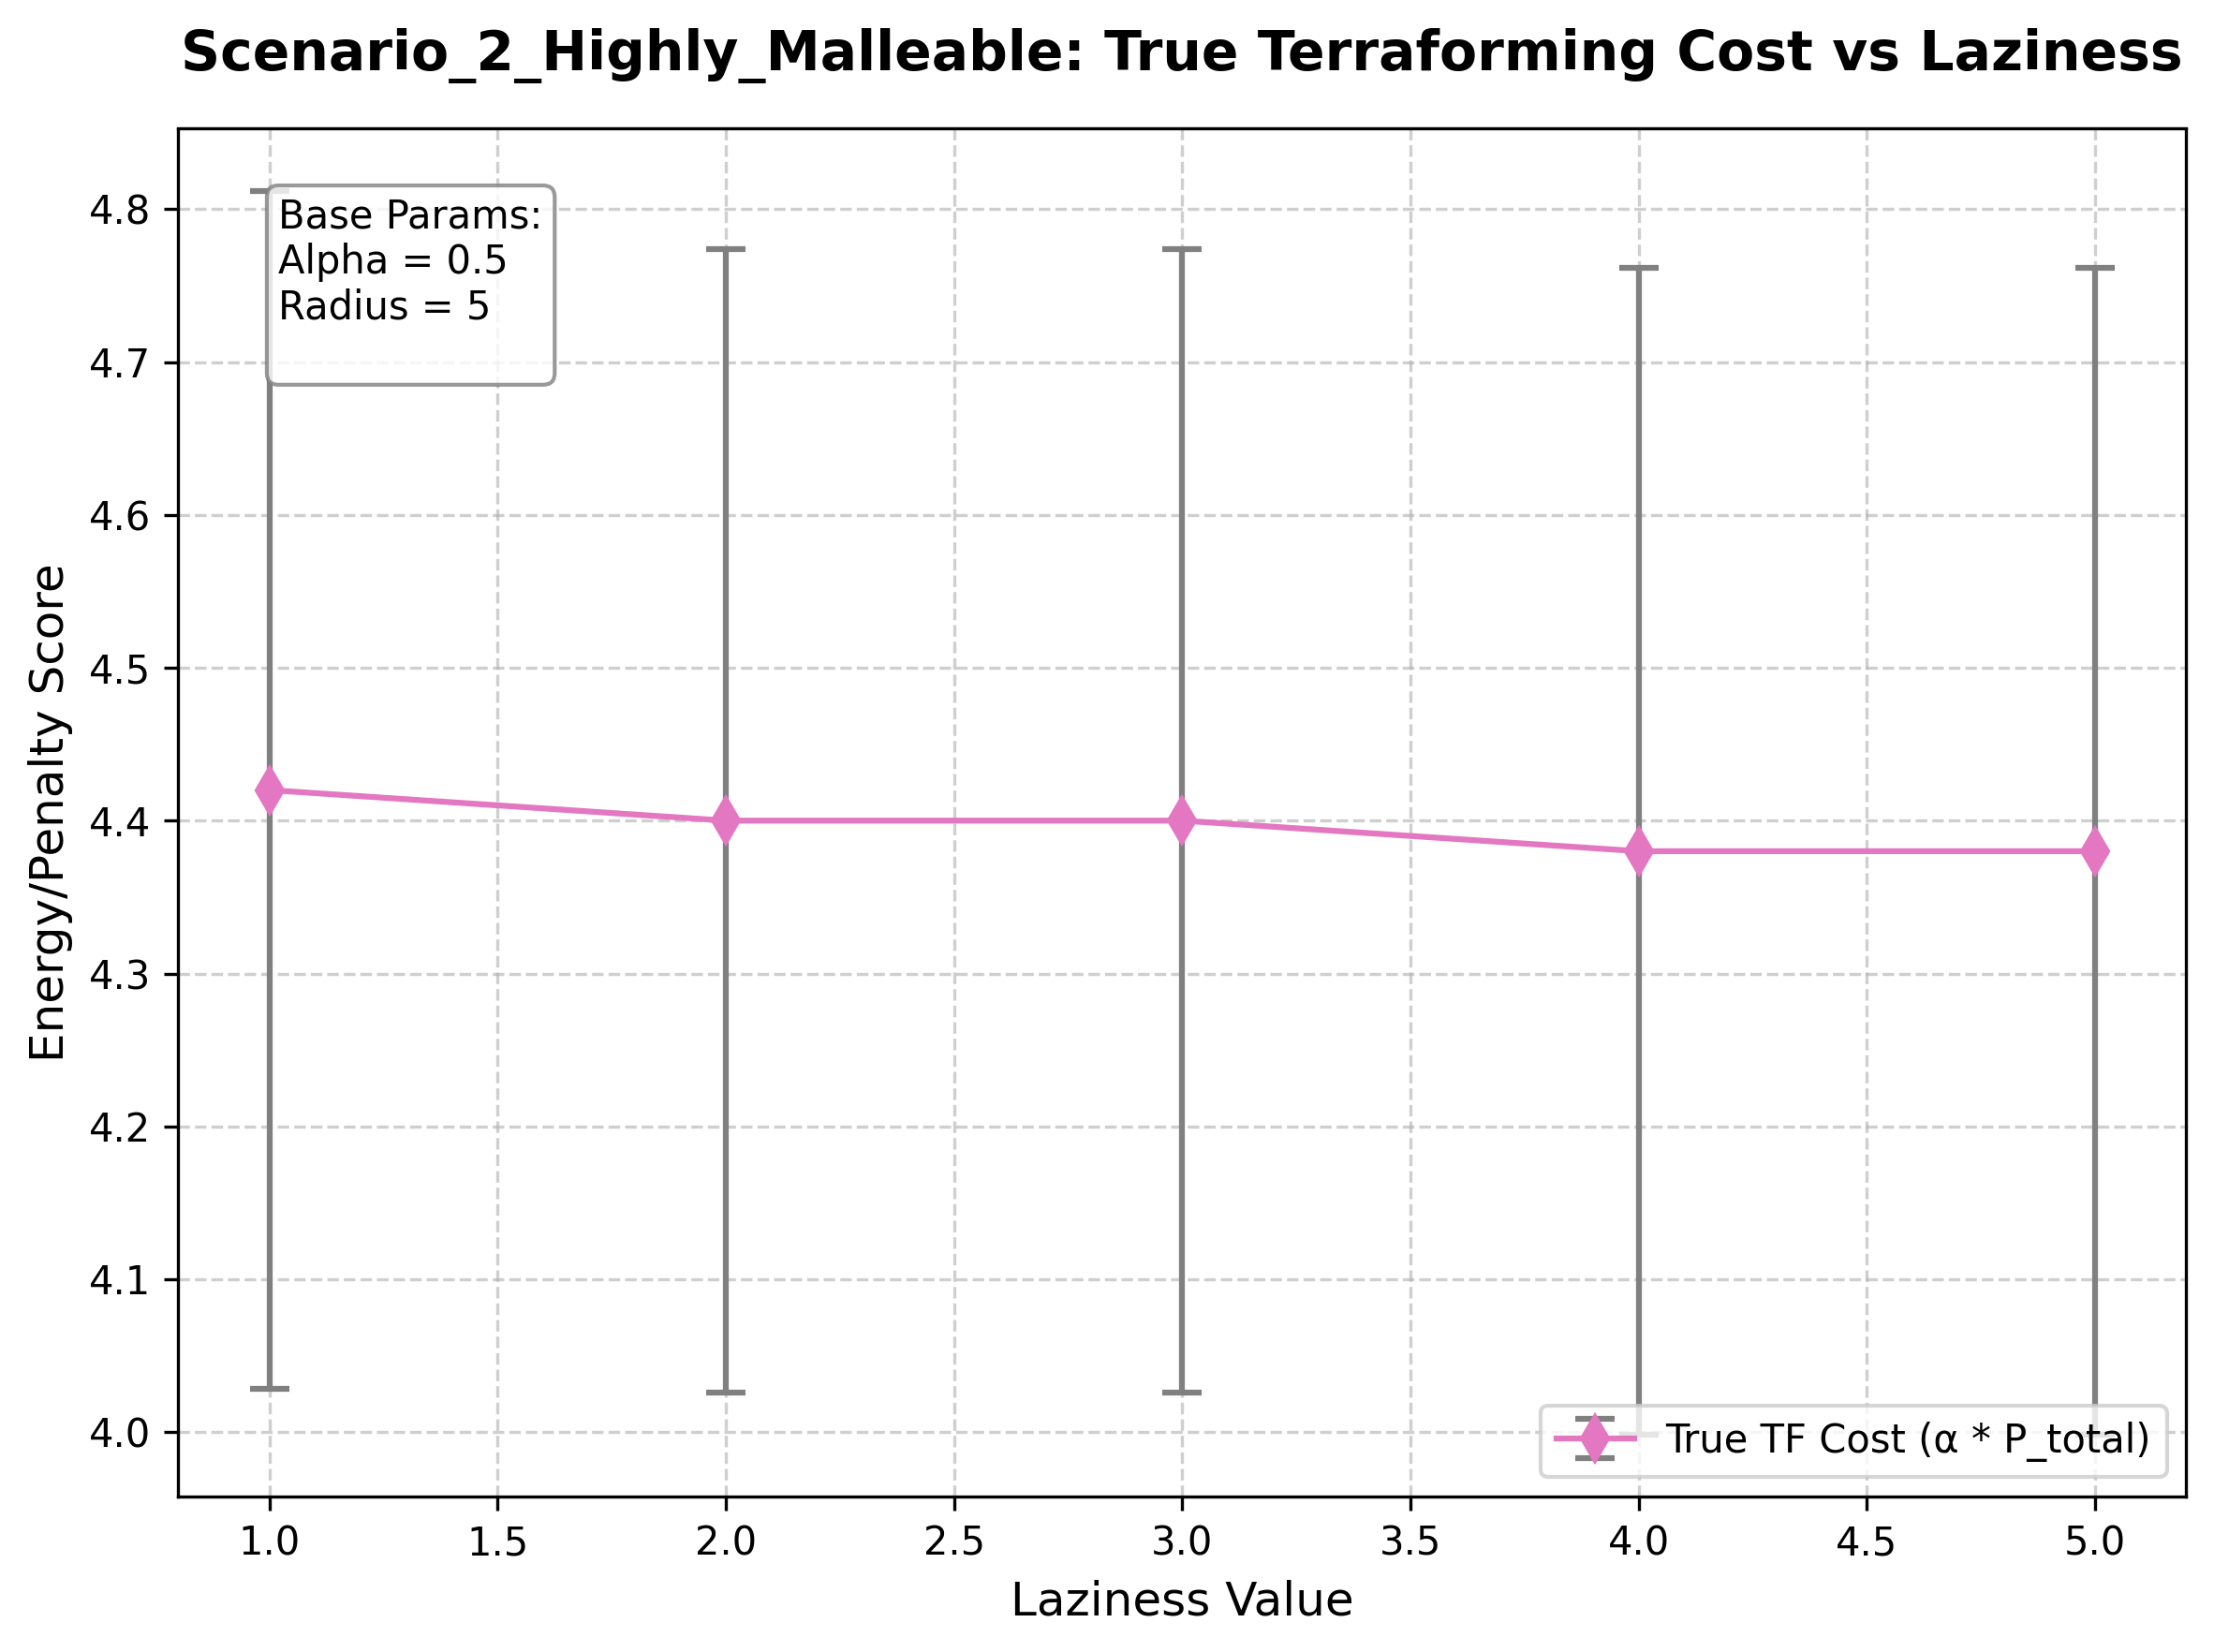 Scenario_2_Highly_Malleable: True Terraforming Cost vs Laziness
Energy/Penalty Score
4.8
4.7
4.6
4.5
4.4
4.3
4.2
4.1
4.0
Base Params:
Alpha = 0.5
Radius = 5
True TF Cost (α * P_total)
1.0 1.5 2.0 2.5 3.0 3.5 4.0 4.5 5.0
Laziness Value